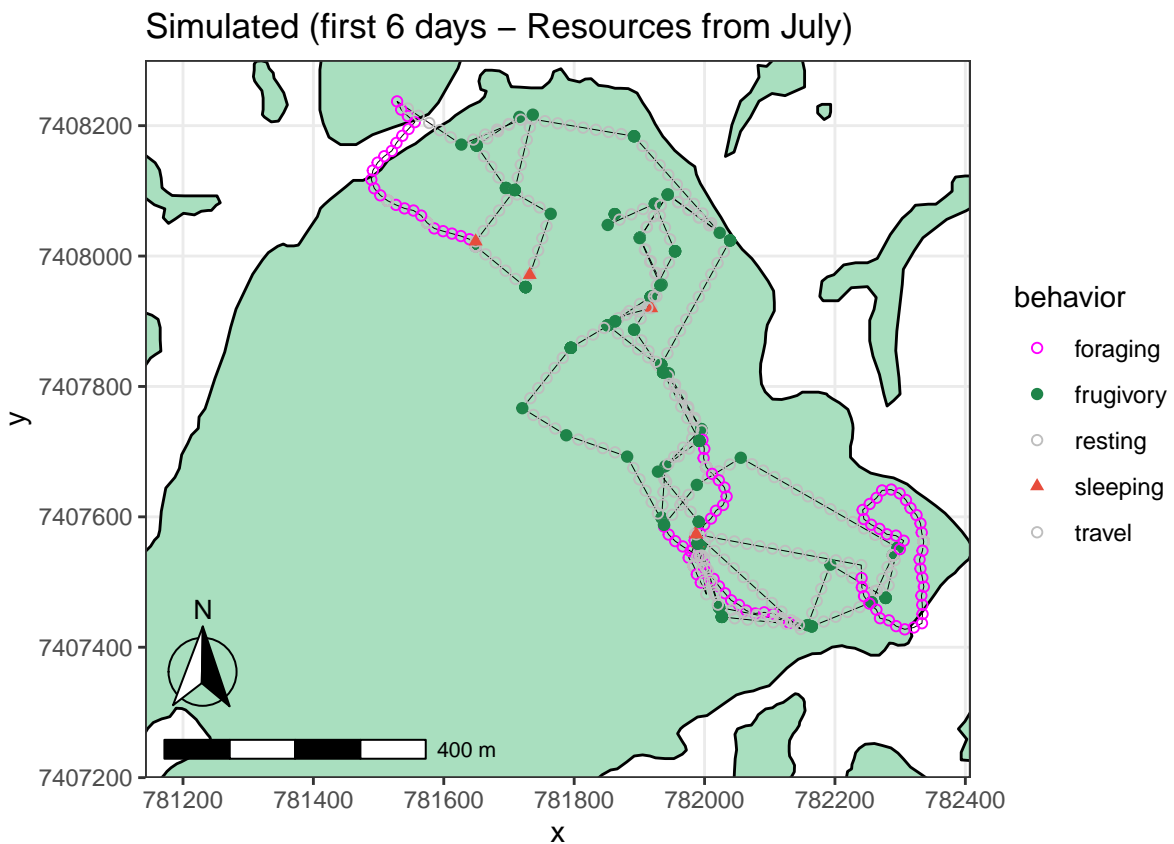 Simulated (first 6 days – Resources from July)
7408200
7408000
7407800
7407600
7407400
7407200
y
N
400 m
781200 781400 781600 781800 782000 782200 782400
x
behavior
foraging
frugivory
resting
sleeping
travel